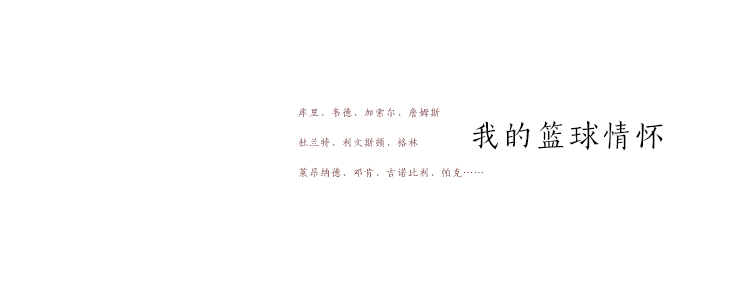 库里、韦德、加索尔、詹姆斯
杜兰特、利文斯顿、格林
莱昂纳德、邓肯、吉诺比利、帕克……
我的篮球情怀